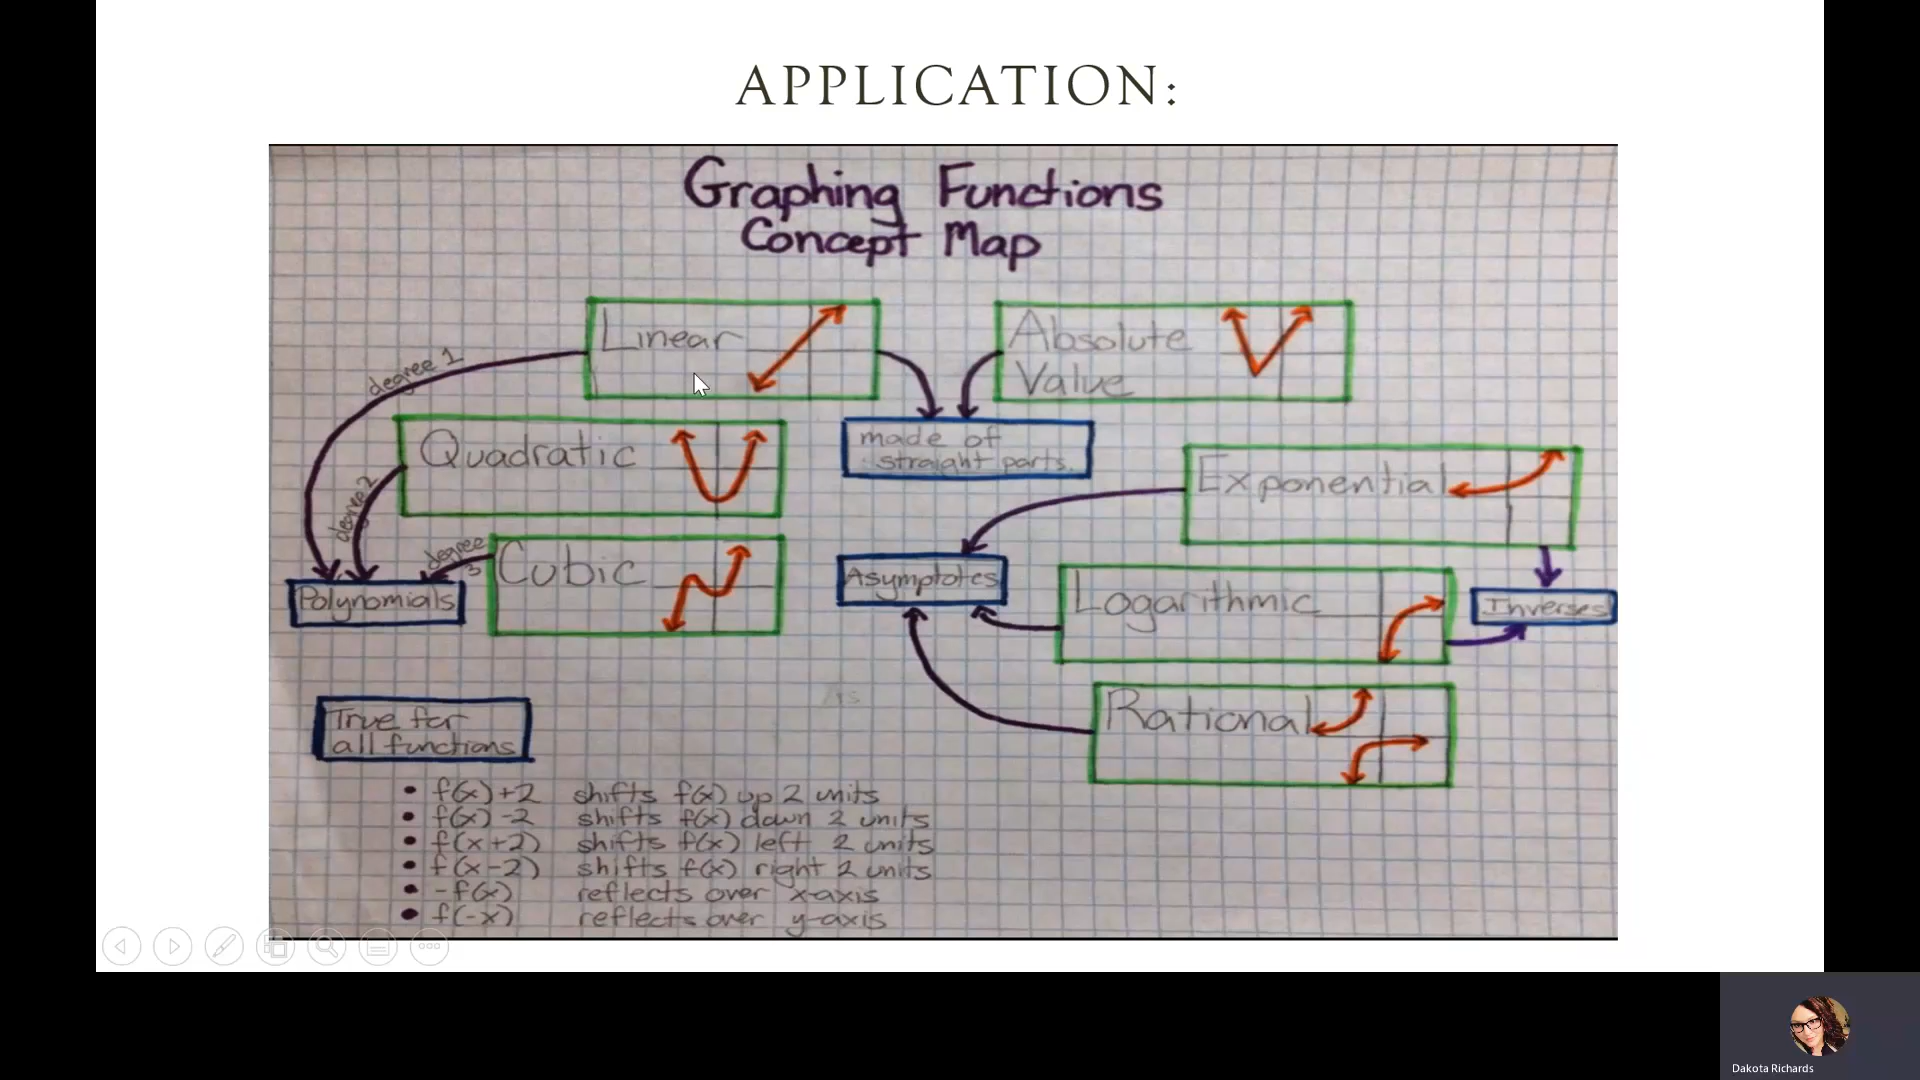 APPLICATION:
Graphing Functions
Concept Map
Linear
Absolute
Value
degree 1
Quadratic
made of
straight parts.
Exponential
degree 2
degree
3
Cubic
Asymptotes
Logarithmic
Inverses
Polynomials
Rational
True for
all functions
• f(x)+2 shifts f(x) up 2 units
• f(x)-2 shifts f(x) down 2 units
• f(x+2) shifts f(x) left 2 units
• f(x-2) shifts f(x) right 2 units
• -f(x) reflects over x-axis
• f(-x) reflects over y-axis
Dakota Richards